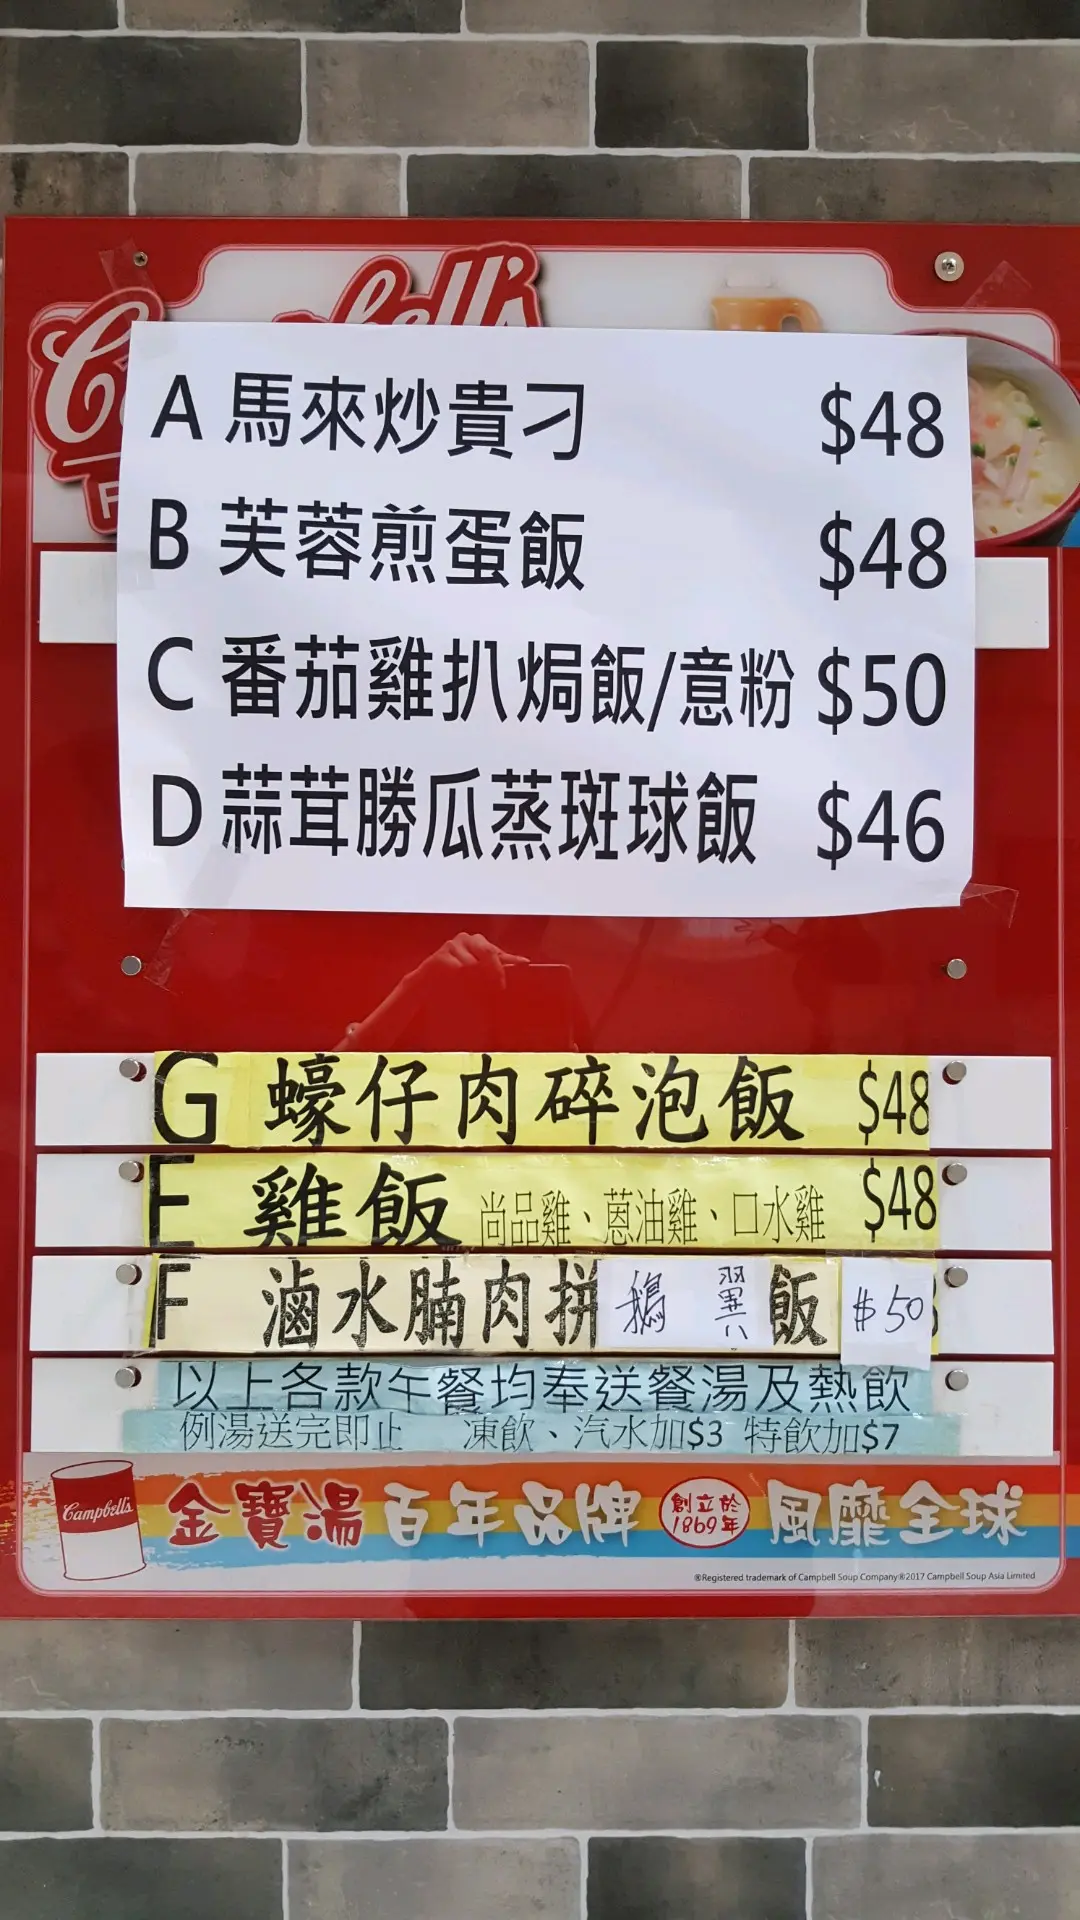 A 馬來炒貴刁 $48
B 芙蓉煎蛋飯 $48
C 番茄雞扒焗飯/意粉 $50
D 蒜茸勝瓜蒸斑球飯 $46
G 蠔仔肉碎泡飯 $48
E 雞飯 尚品雞、蔥油雞、口水雞 $48
F 滷水腩肉拼鵝翼飯 $50
以上各款午餐均奉送餐湯及熱飲
例湯送完即止 凍飲、汽水加$3 特飲加$7
Campbell's 金寶湯 百年品牌 創立於1869年 風靡全球
®Registered trademark of Campbell Soup Company®2017 Campbell Soup Asia Limited